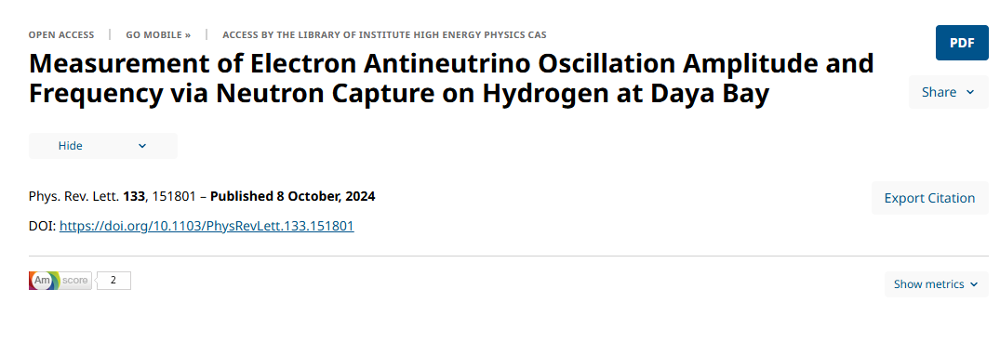 OPEN ACCESS | GO MOBILE » | ACCESS BY THE LIBRARY OF INSTITUTE HIGH ENERGY PHYSICS CAS
PDF
Measurement of Electron Antineutrino Oscillation Amplitude and
Frequency via Neutron Capture on Hydrogen at Daya Bay
Share
Hide
Phys. Rev. Lett. 133, 151801 – Published 8 October, 2024
Export Citation
DOI: https://doi.org/10.1103/PhysRevLett.133.151801
Am score 2
Show metrics